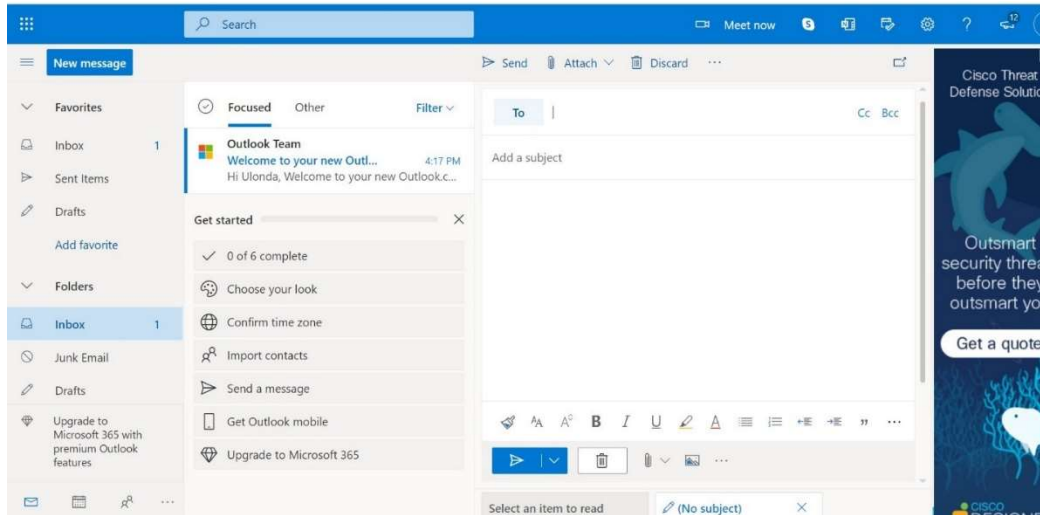 Search
Meet now
12
New message
Send
Attach
Discard
Favorites
Inbox 1
Sent Items
Drafts
Add favorite
Folders
Inbox 1
Junk Email
Drafts
Upgrade to
Microsoft 365 with
premium Outlook
features
Focused Other Filter
Outlook Team
Welcome to your new Outl... 4:17 PM
Hi Ulonda, Welcome to your new Outlook.c...
Get started
0 of 6 complete
Choose your look
Confirm time zone
Import contacts
Send a message
Get Outlook mobile
Upgrade to Microsoft 365
To Cc Bcc
Add a subject
Select an item to read
(No subject)
Cisco Threat
Defense Solutio
Outsmart
security threa
before they
outsmart yo
Get a quote
CISCO